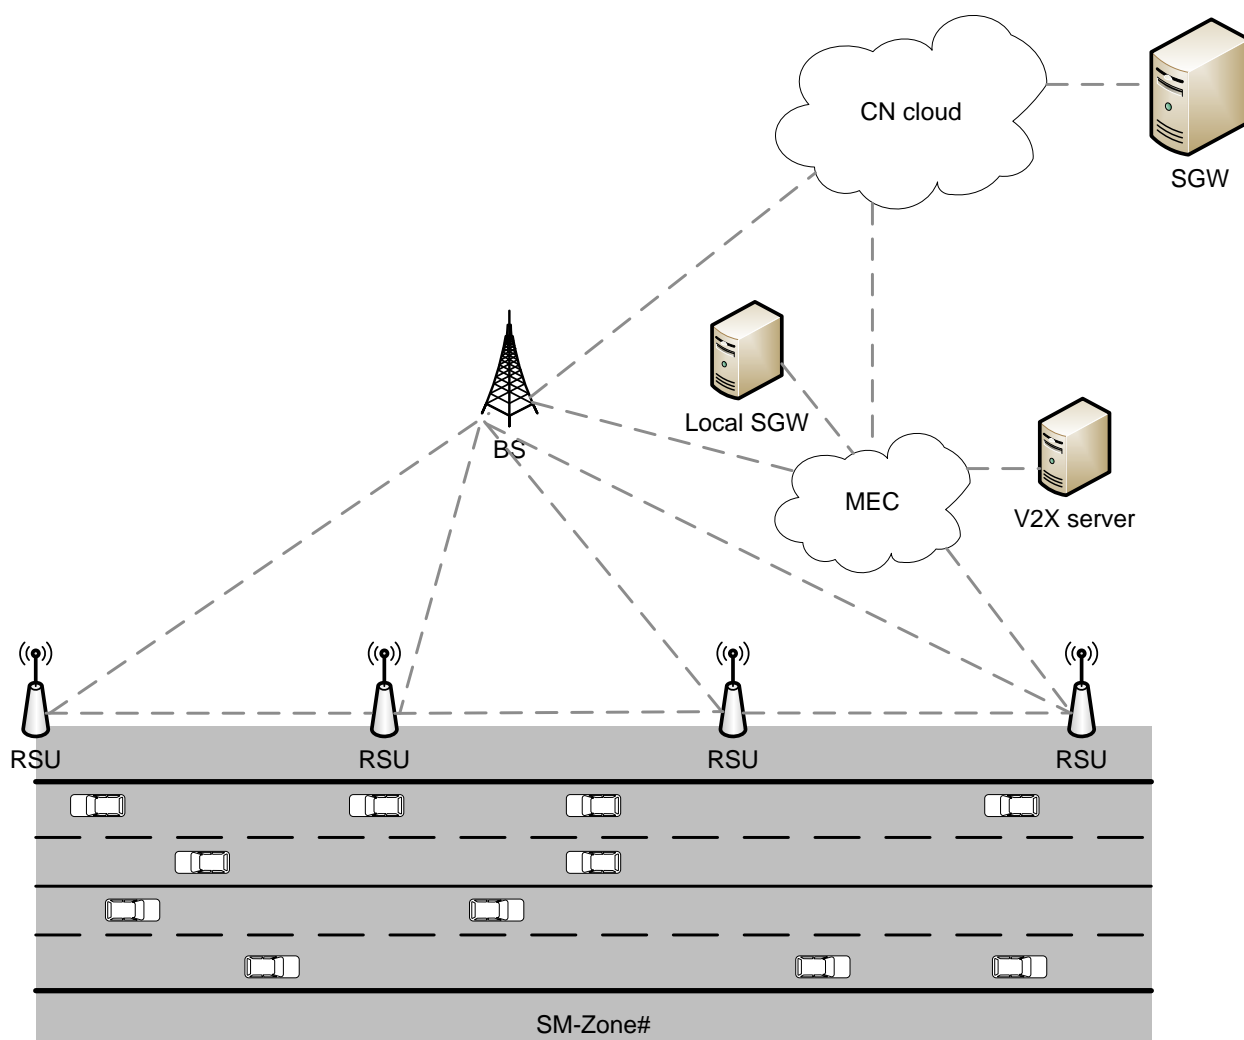 CN cloud
SGW
Local SGW
BS
MEC
V2X server
RSU
RSU
RSU
RSU
SM-Zone#